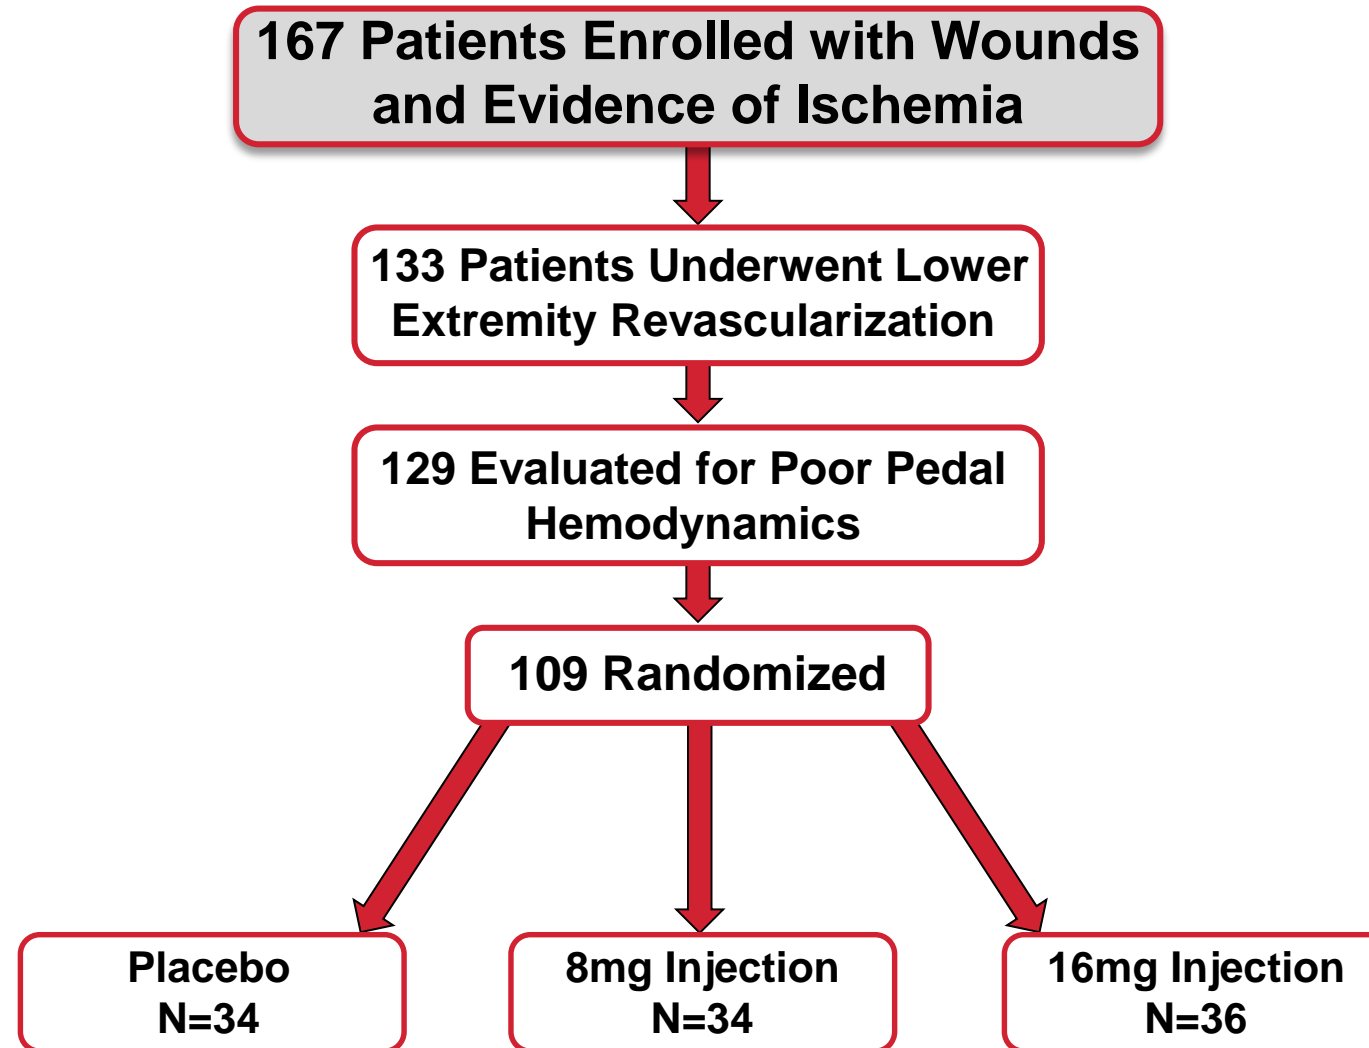 167 Patients Enrolled with Wounds
and Evidence of Ischemia
133 Patients Underwent Lower
Extremity Revascularization
129 Evaluated for Poor Pedal
Hemodynamics
109 Randomized
Placebo
N=34
8mg Injection
N=34
16mg Injection
N=36